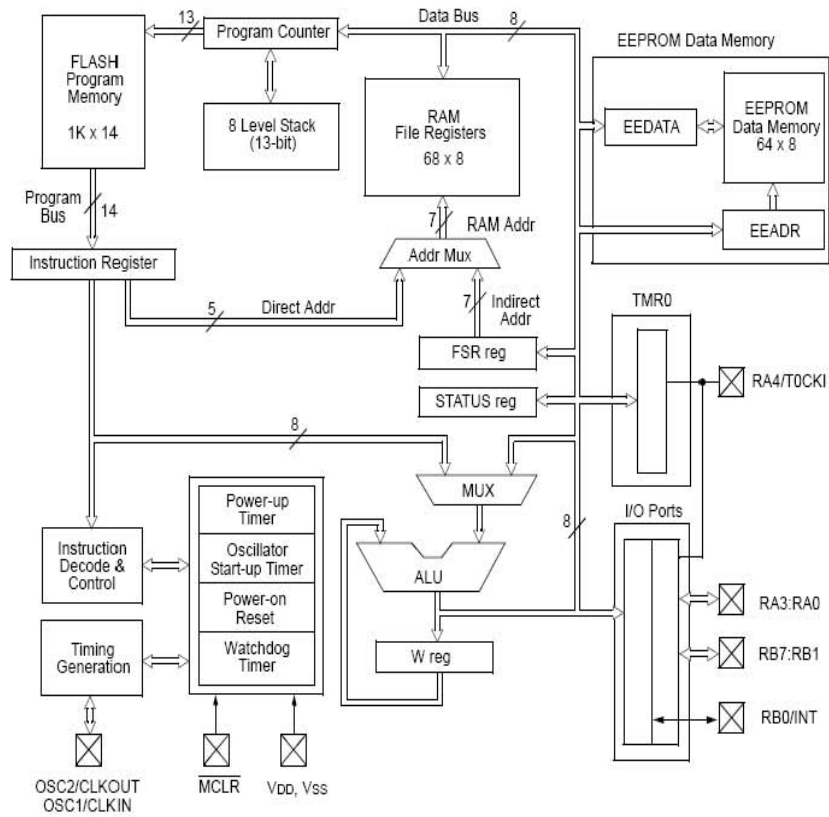 13
Program Counter
Data Bus
8
EEPROM Data Memory
FLASH
Program
Memory
1K x 14
8 Level Stack
(13-bit)
RAM
File Registers
68 x 8
EEDATA
EEPROM
Data Memory
64 x 8
EEADR
Program
Bus
14
7
RAM Addr
Instruction Register
Addr Mux
5
Direct Addr
7
Indirect
Addr
TMR0
FSR reg
RA4/T0CKI
STATUS reg
8
MUX
Power-up
Timer
8
I/O Ports
Instruction
Decode &
Control
Oscillator
Start-up Timer
ALU
Power-on
Reset
RA3:RA0
Timing
Generation
Watchdog
Timer
W reg
RB7:RB1
RB0/INT
OSC2/CLKOUT
OSC1/CLKIN
MCLR
VDD, VSS